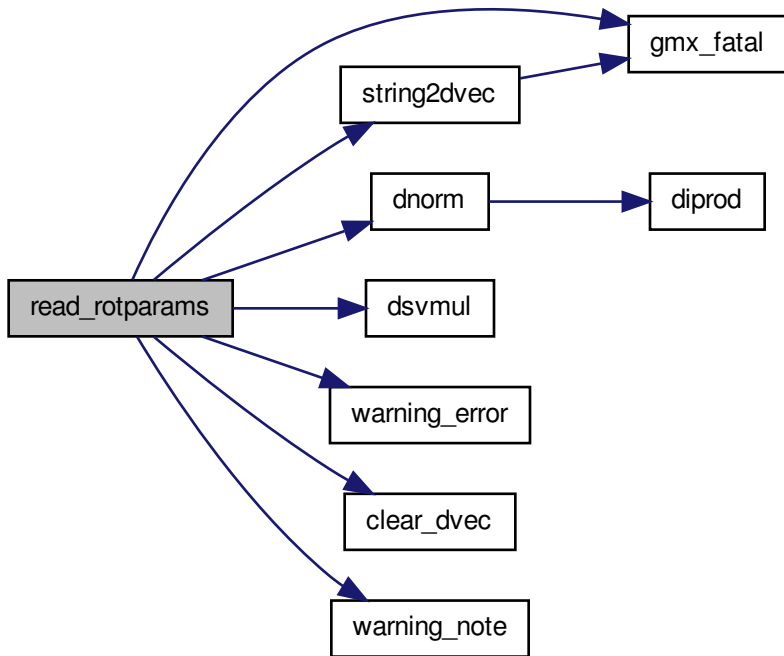 gmx_fatal
string2dvec
dnorm
diprod
read_rotparams
dsvmul
warning_error
clear_dvec
warning_note